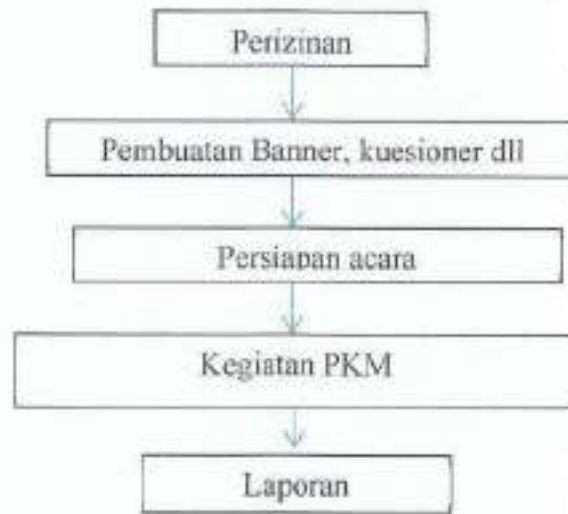 Perizinan
Pembuatan Banner, kuesioner dll
Persiapan acara
Kegiatan PKM
Laporan